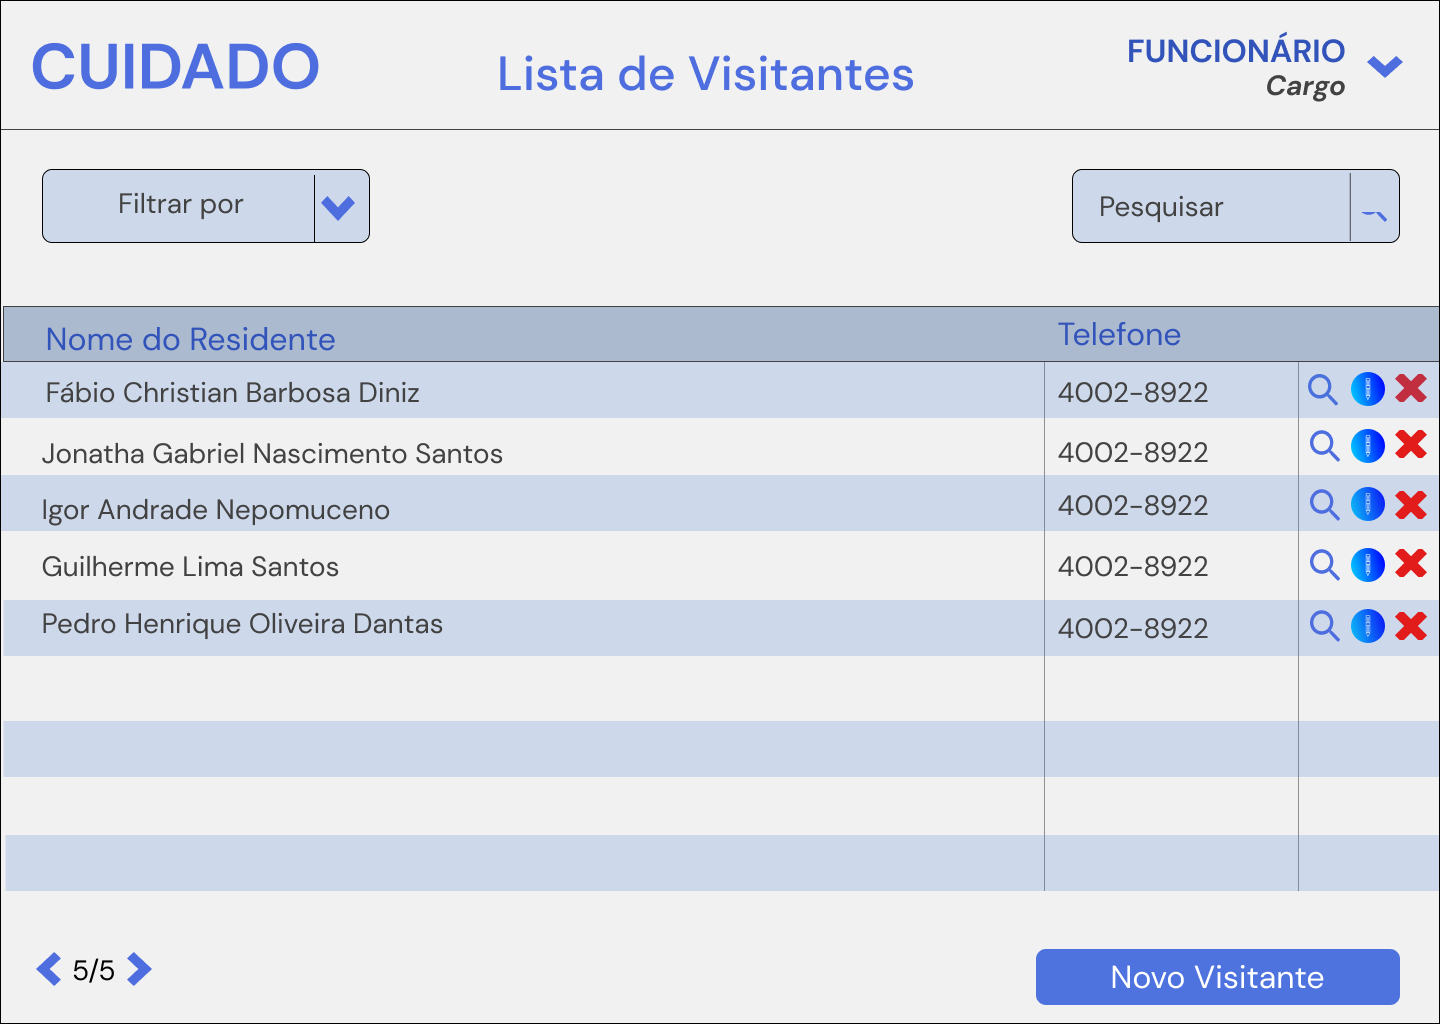 CUIDADO
Lista de Visitantes
FUNCIONÁRIO
Cargo
Filtrar por
Pesquisar
Nome do Residente Telefone
Fábio Christian Barbosa Diniz 4002-8922
Jonatha Gabriel Nascimento Santos 4002-8922
Igor Andrade Nepomuceno 4002-8922
Guilherme Lima Santos 4002-8922
Pedro Henrique Oliveira Dantas 4002-8922
5/5
Novo Visitante